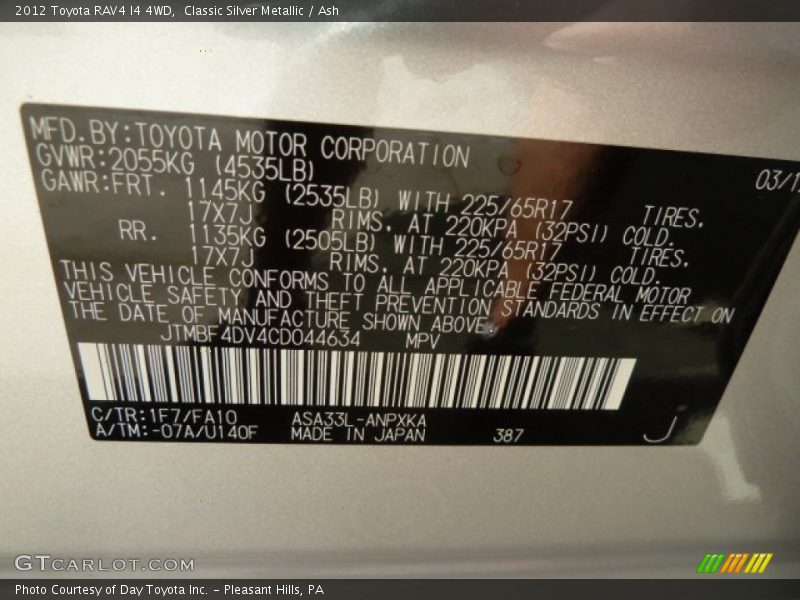 2012 Toyota RAV4 I4 4WD,  Classic Silver Metallic / Ash
MFD. BY:TOYOTA MOTOR CORPORATION 03/1
GVWR:2055KG (4535LB)
GAWR:FRT. 1145KG (2535LB) WITH 225/65R17 TIRES,
17X7J RIMS, AT 220KPA (32PSI) COLD.
RR. 1135KG (2505LB) WITH 225/65R17 TIRES,
17X7J RIMS, AT 220KPA (32PSI) COLD.
THIS VEHICLE CONFORMS TO ALL APPLICABLE FEDERAL MOTOR
VEHICLE SAFETY AND THEFT PREVENTION STANDARDS IN EFFECT ON
THE DATE OF MANUFACTURE SHOWN ABOVE.
JTMBF4DV4CD044634 MPV
C/TR:1F7/FA10 ASA33L-ANPXKA
A/TM:-07A/U140F MADE IN JAPAN 387 J
GTCARLOT.COM
Photo Courtesy of Day Toyota Inc. – Pleasant Hills, PA